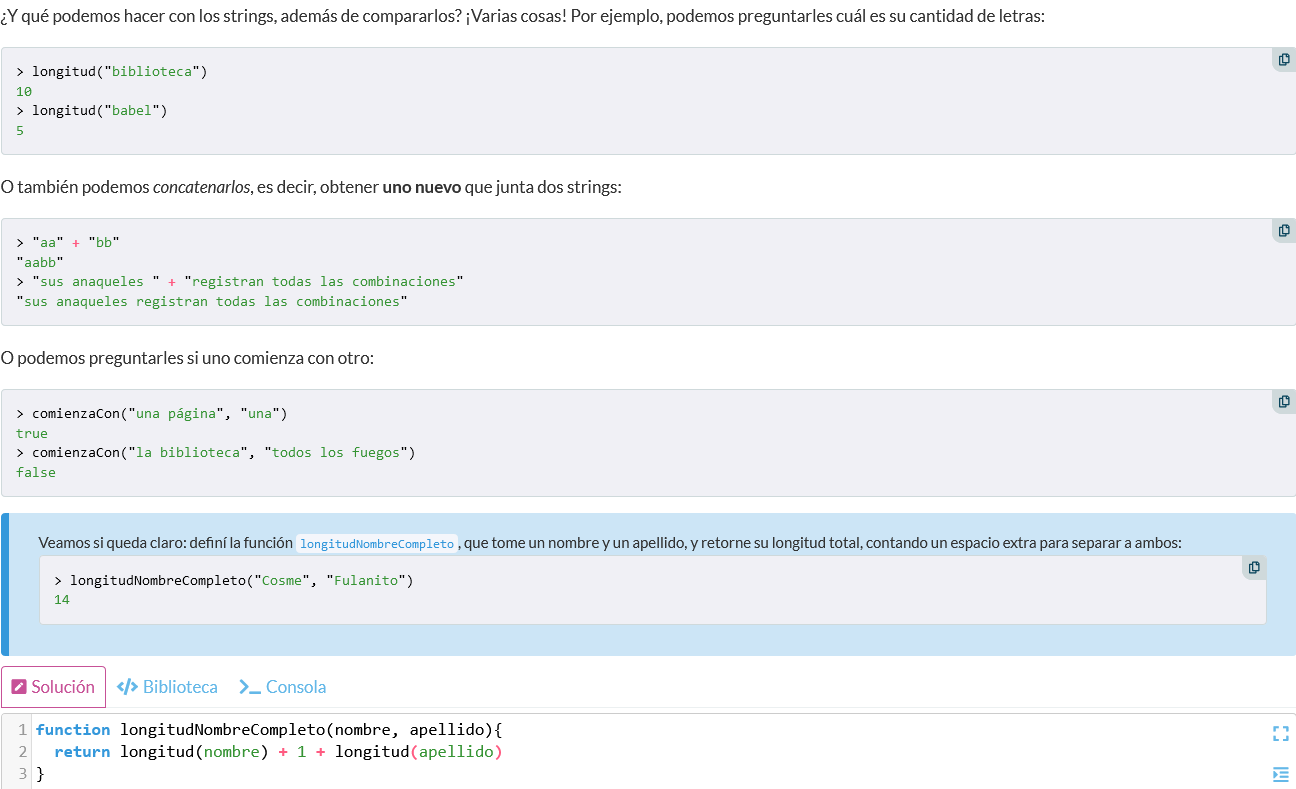 ¿Y qué podemos hacer con los strings, además de compararlos? ¡Varias cosas! Por ejemplo, podemos preguntarles cuál es su cantidad de letras:
> longitud("biblioteca")
10
> longitud("babel")
5
O también podemos concatenarlos, es decir, obtener uno nuevo que junta dos strings:
> "aa" + "bb"
"aabb"
> "sus anaqueles " + "registran todas las combinaciones"
"sus anaqueles registran todas las combinaciones"
O podemos preguntarles si uno comienza con otro:
> comienzaCon("una página", "una")
true
> comienzaCon("la biblioteca", "todos los fuegos")
false
Veamos si queda claro: definí la función longitudNombreCompleto, que tome un nombre y un apellido, y retorne su longitud total, contando un espacio extra para separar a ambos:
> longitudNombreCompleto("Cosme", "Fulanito")
14
Solución </> Biblioteca >_ Consola
1 function longitudNombreCompleto(nombre, apellido){
2   return longitud(nombre) + 1 + longitud(apellido)
3 }